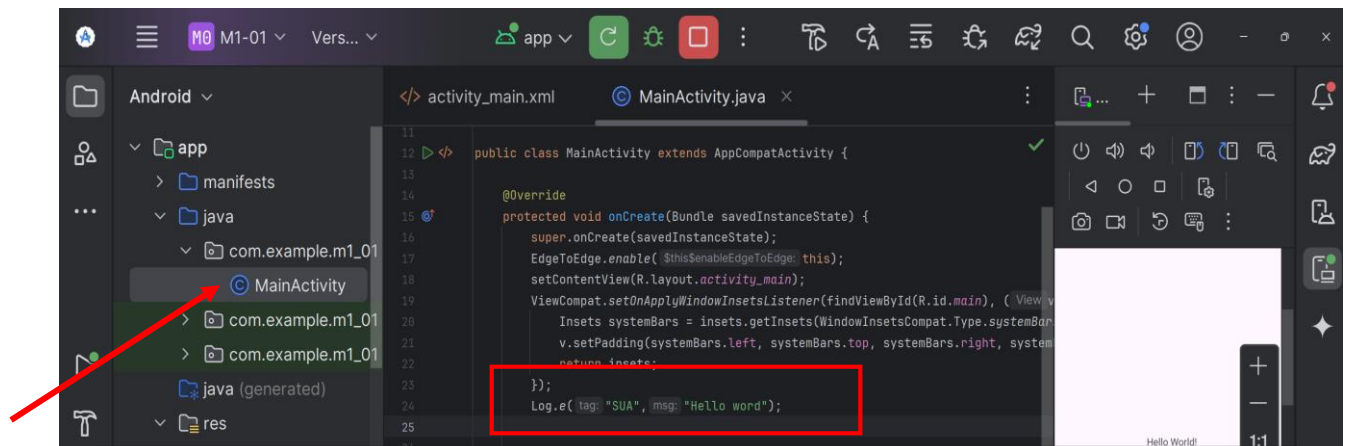 M0 M1-01 Vers... app
Android
activity_main.xml MainActivity.java
app
manifests
java
com.example.m1_01
MainActivity
com.example.m1_01
com.example.m1_01
java (generated)
res
11
12 public class MainActivity extends AppCompatActivity {
13
14 @Override
15 protected void onCreate(Bundle savedInstanceState) {
16 super.onCreate(savedInstanceState);
17 EdgeToEdge.enable( $this$enableEdgeToEdge: this);
18 setContentView(R.layout.activity_main);
19 ViewCompat.setOnApplyWindowInsetsListener(findViewById(R.id.main), ( View v
20 Insets systemBars = insets.getInsets(WindowInsetsCompat.Type.systemBar
21 v.setPadding(systemBars.left, systemBars.top, systemBars.right, system
22 return insets;
23 });
24 Log.e( tag: "SUA", msg: "Hello word");
25
...
Hello World!
1:1